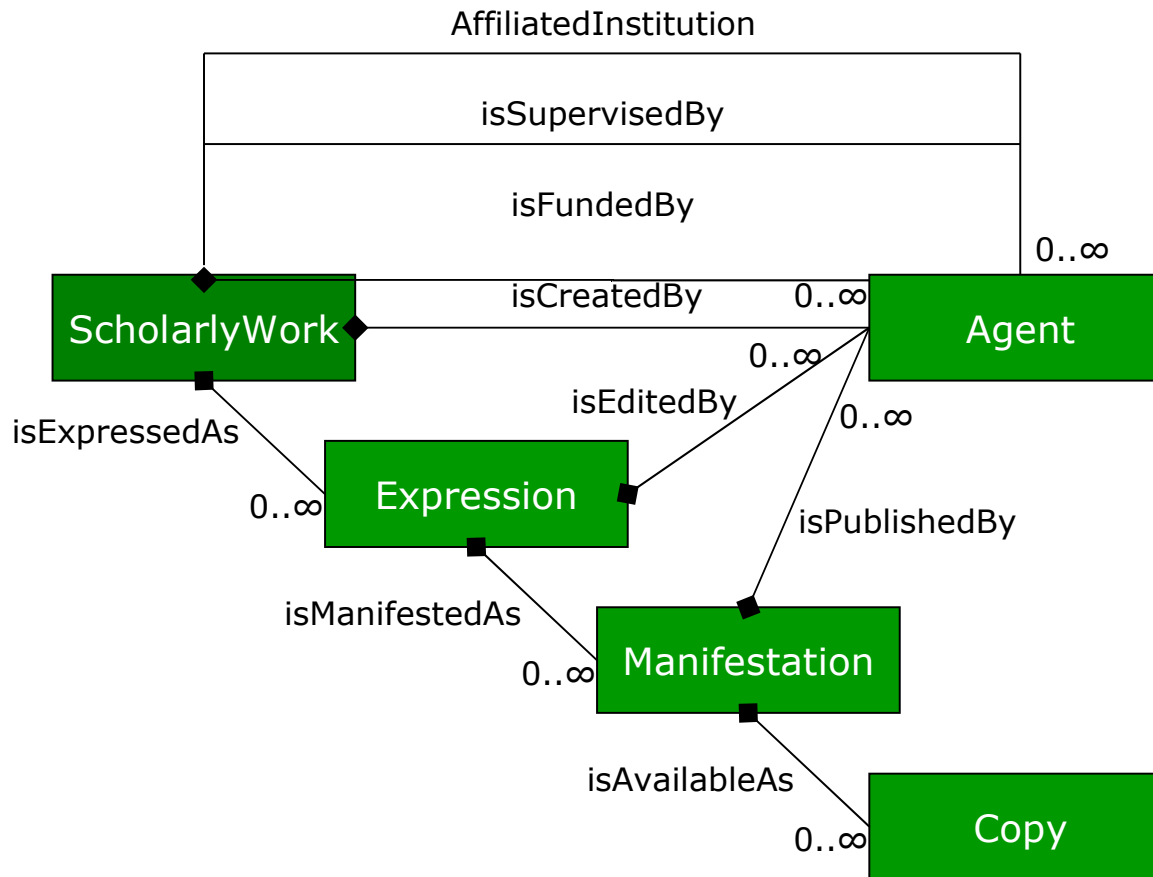 AffiliatedInstitution
isSupervisedBy
isFundedBy
0..∞
isCreatedBy
0..∞
ScholarlyWork
Agent
0..∞
isEditedBy
0..∞
isExpressedAs
Expression
0..∞
isPublishedBy
isManifestedAs
Manifestation
0..∞
isAvailableAs
Copy
0..∞